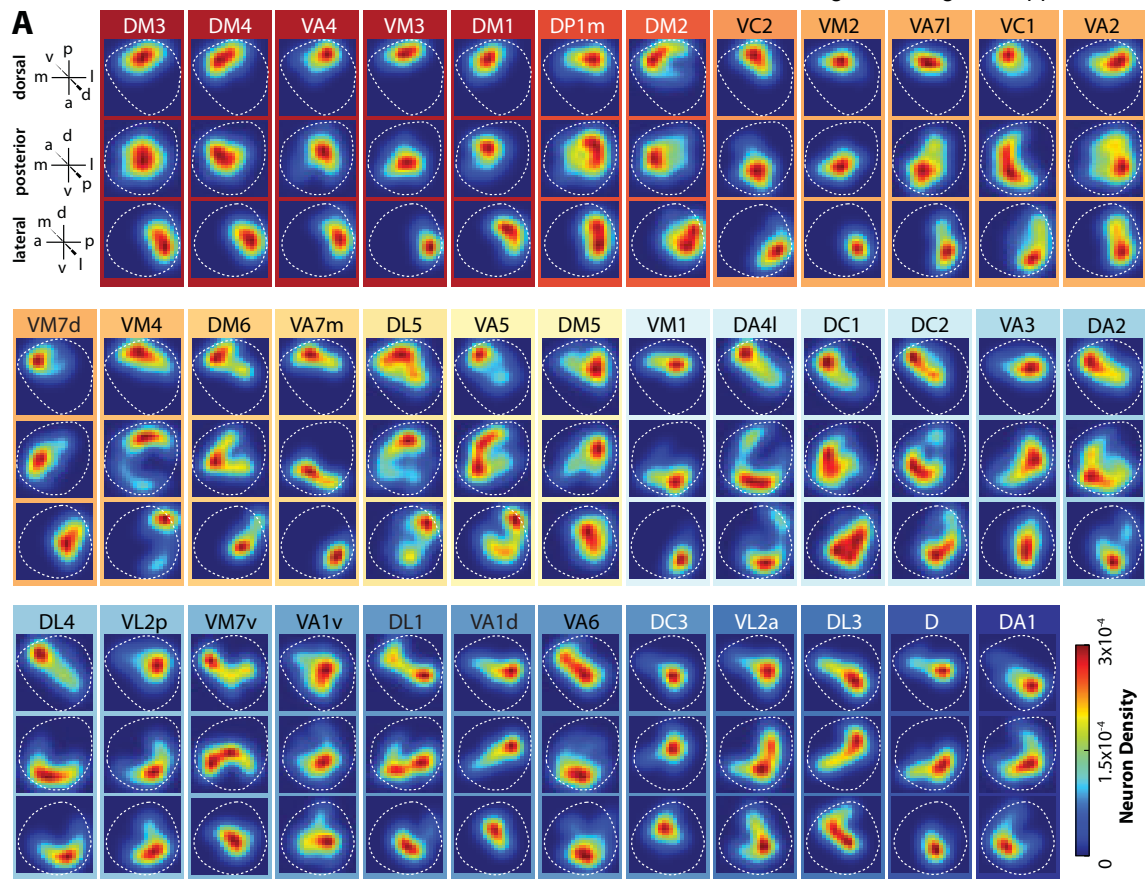 A
DM3 DM4 VA4 VM3 DM1 DP1m DM2 VC2 VM2 VA7l VC1 VA2
dorsal
p
v
m l
d
a
posterior
d
a
m l
p
v
lateral
d
m
a p
l
v
VM7d VM4 DM6 VA7m DL5 VA5 DM5 VM1 DA4l DC1 DC2 VA3 DA2
DL4 VL2p VM7v VA1v DL1 VA1d VA6 DC3 VL2a DL3 D DA1
3x10⁻⁴
1.5x10⁻⁴
0
Neuron Density